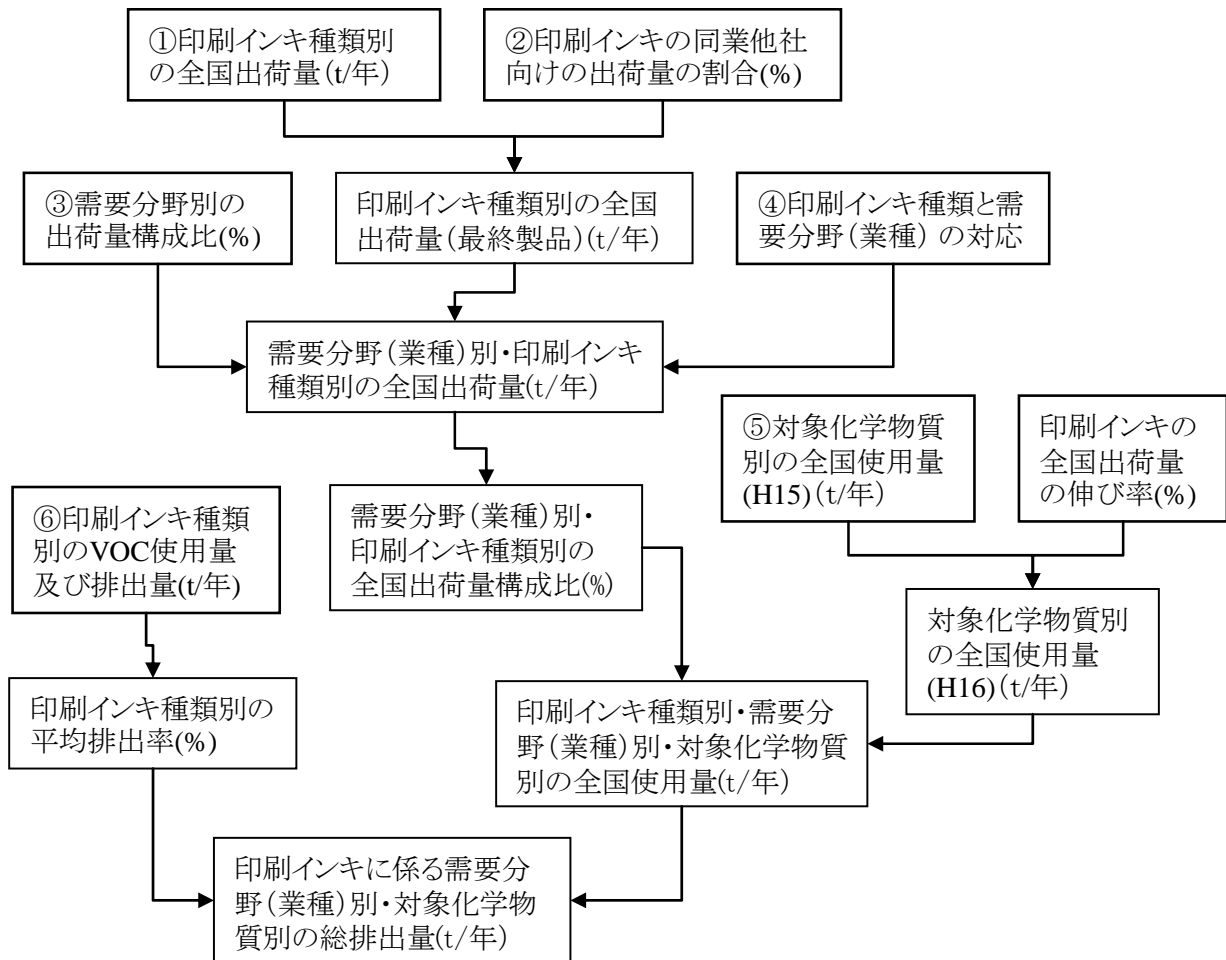 ①印刷インキ種類別
の全国出荷量(t/年)
②印刷インキの同業他社
向けの出荷量の割合(%)
③需要分野別の
出荷量構成比(%)
印刷インキ種類別の全国
出荷量(最終製品)(t/年)
④印刷インキ種類と需
要分野(業種) の対応
需要分野(業種)別・印刷インキ
種類別の全国出荷量(t/年)
⑤対象化学物質
別の全国使用量
(H15)(t/年)
印刷インキの
全国出荷量
の伸び率(%)
⑥印刷インキ種類
別のVOC使用量
及び排出量(t/年)
需要分野(業種)別・
印刷インキ種類別の
全国出荷量構成比(%)
対象化学物質別
の全国使用量
(H16)(t/年)
印刷インキ種類別の
平均排出率(%)
印刷インキ種類別・需要分
野(業種)別・対象化学物質
別の全国使用量(t/年)
印刷インキに係る需要分
野(業種)別・対象化学物
質別の総排出量(t/年)